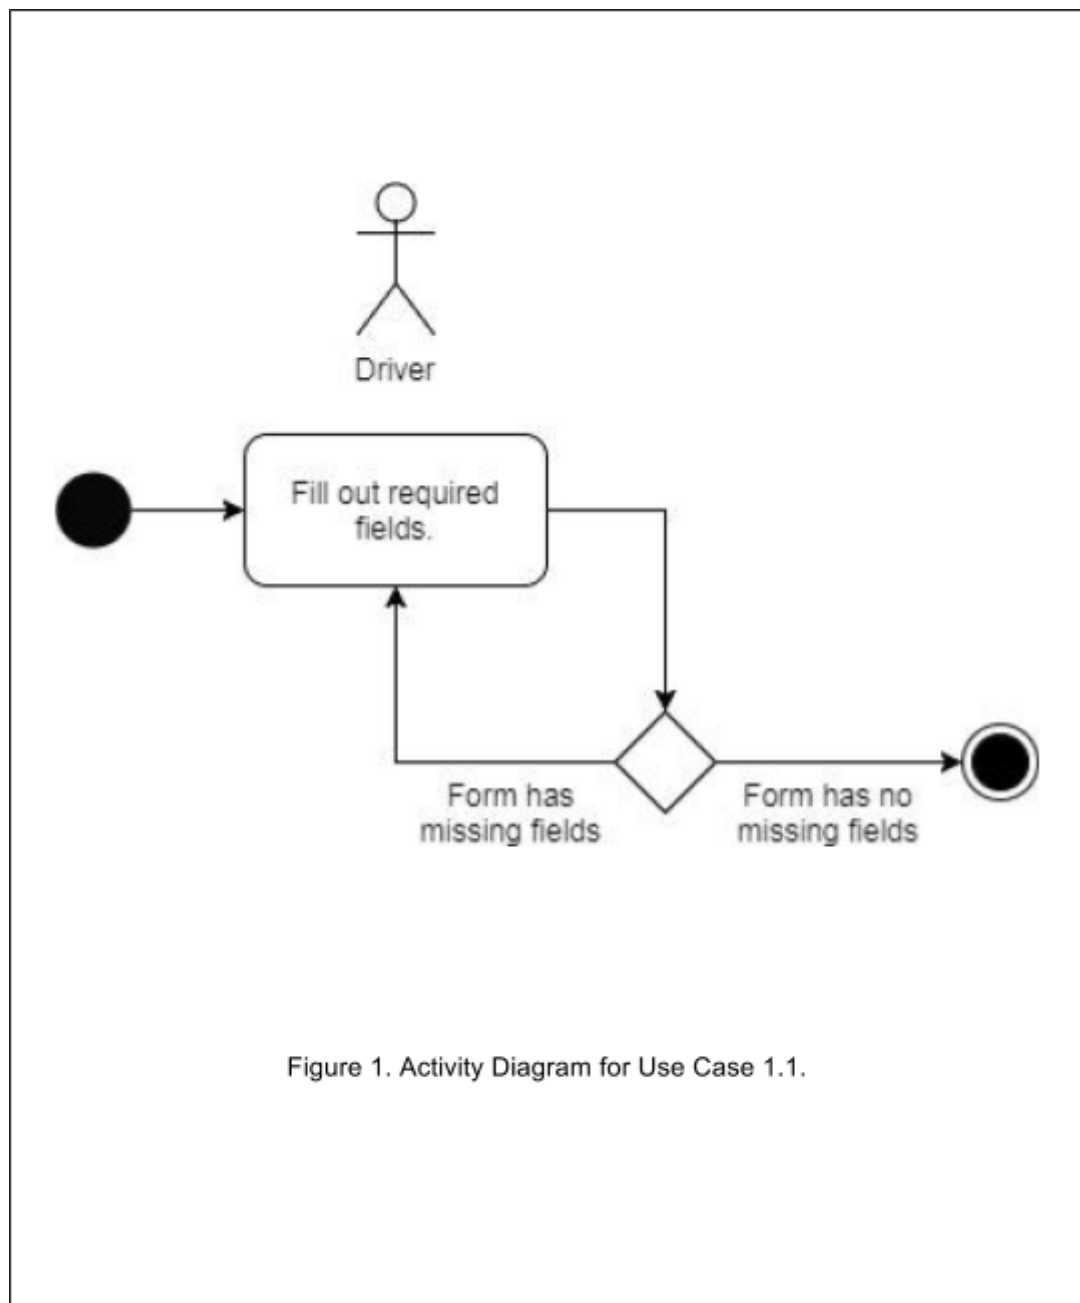 Driver
Fill out required
fields.
Form has
missing fields
Form has no
missing fields
Figure 1. Activity Diagram for Use Case 1.1.